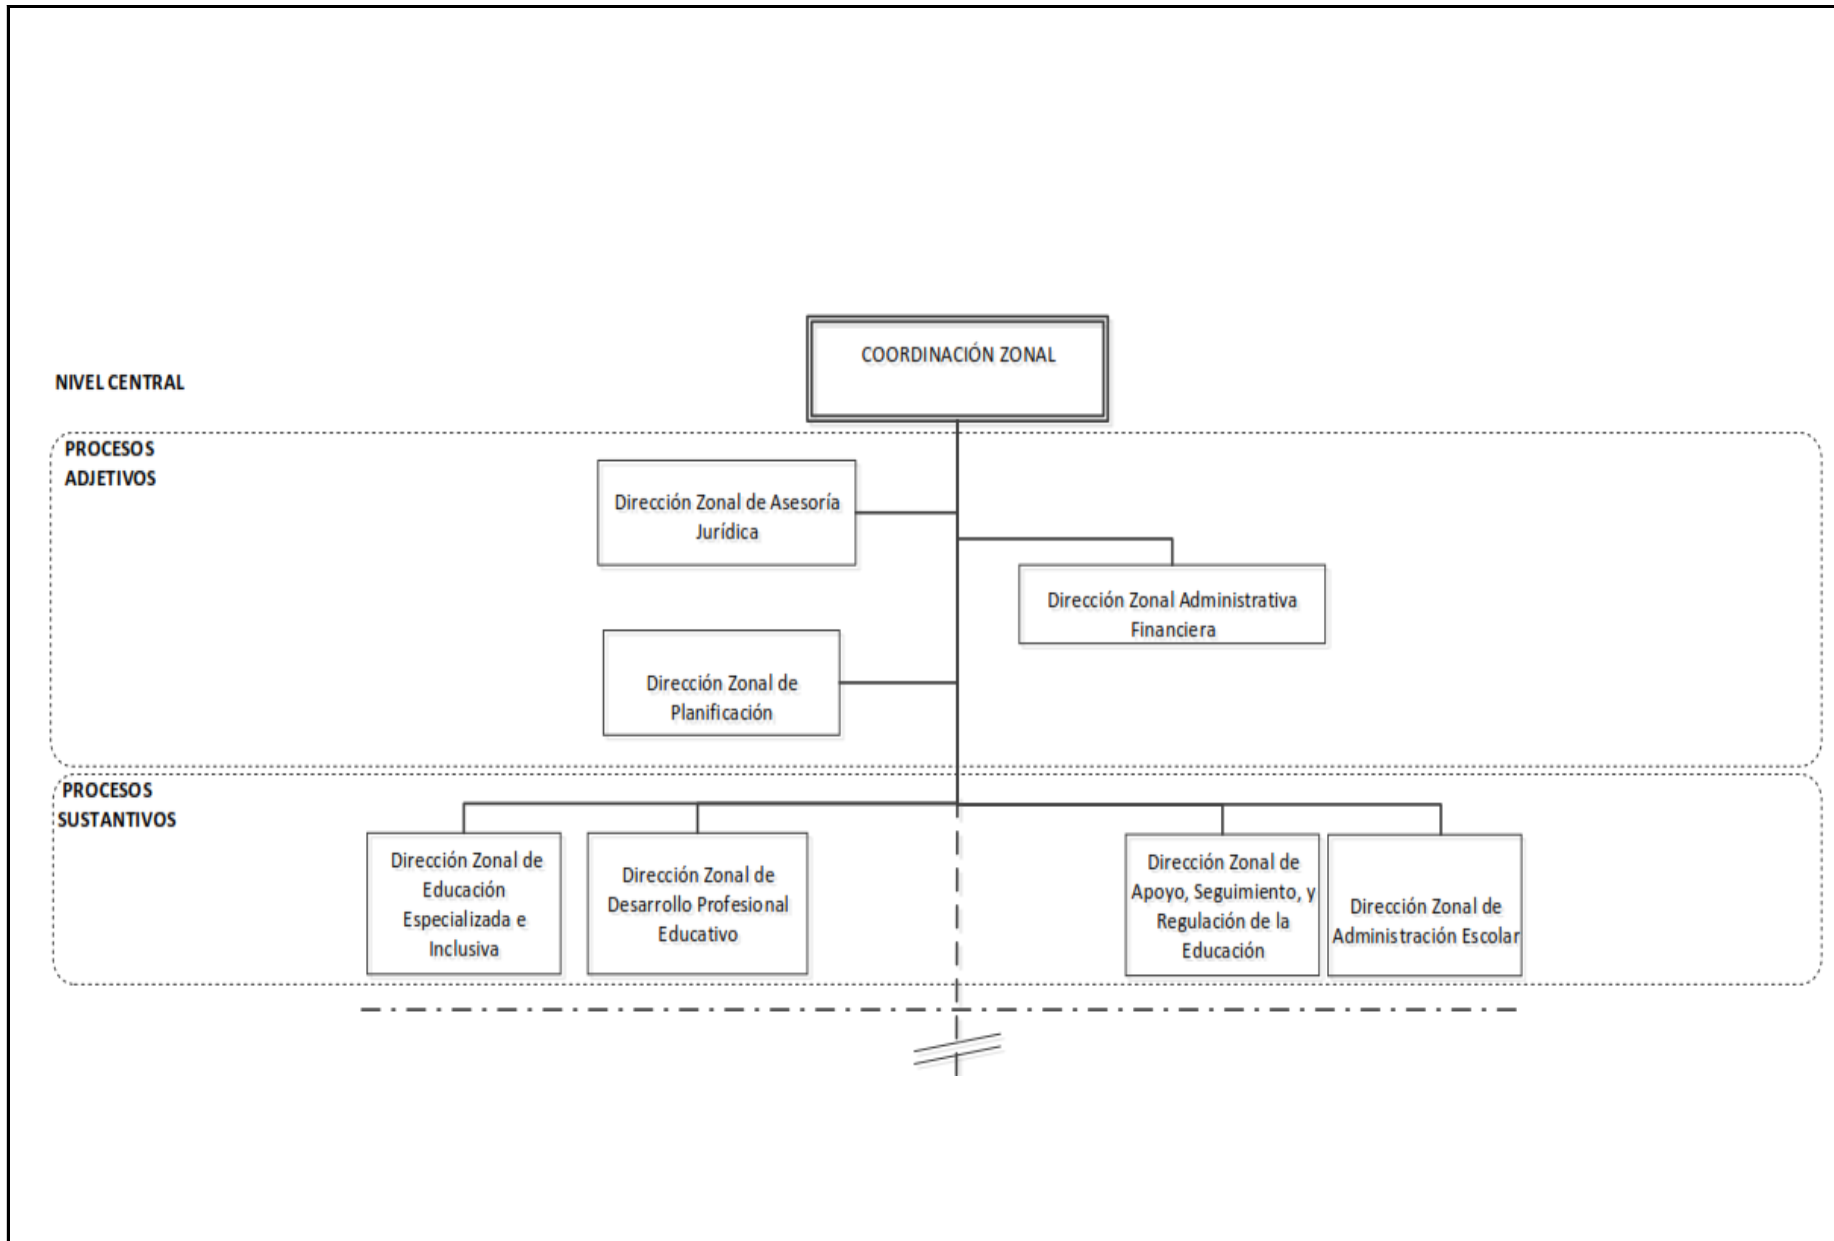 COORDINACIÓN ZONAL
NIVEL CENTRAL
PROCESOS
ADJETIVOS
Dirección Zonal de Asesoría
Jurídica
Dirección Zonal Administrativa
Financiera
Dirección Zonal de
Planificación
PROCESOS
SUSTANTIVOS
Dirección Zonal de
Educación
Especializada e
Inclusiva
Dirección Zonal de
Desarrollo Profesional
Educativo
Dirección Zonal de
Apoyo, Seguimiento, y
Regulación de la
Educación
Dirección Zonal de
Administración Escolar